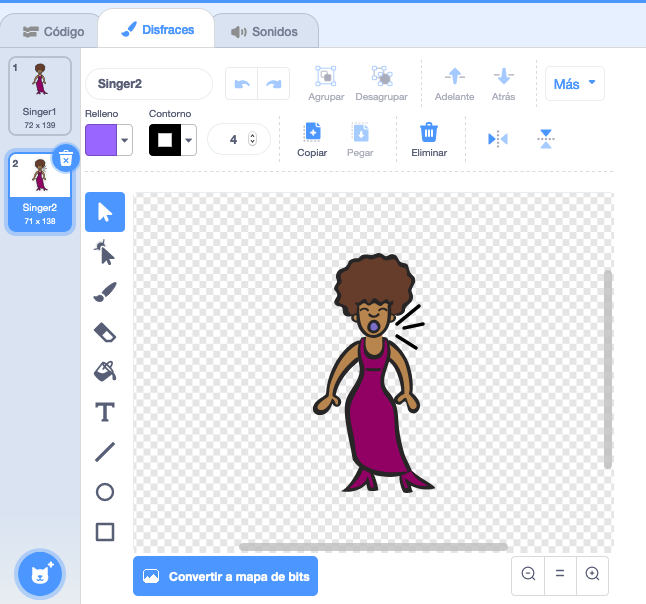 Código
Disfraces
Sonidos
1
Singer1
72 x 139
2
Singer2
71 x 138
Singer2
Agrupar
Desagrupar
Adelante
Atrás
Más
Relleno
Contorno
4
Copiar
Pegar
Eliminar
T
Convertir a mapa de bits